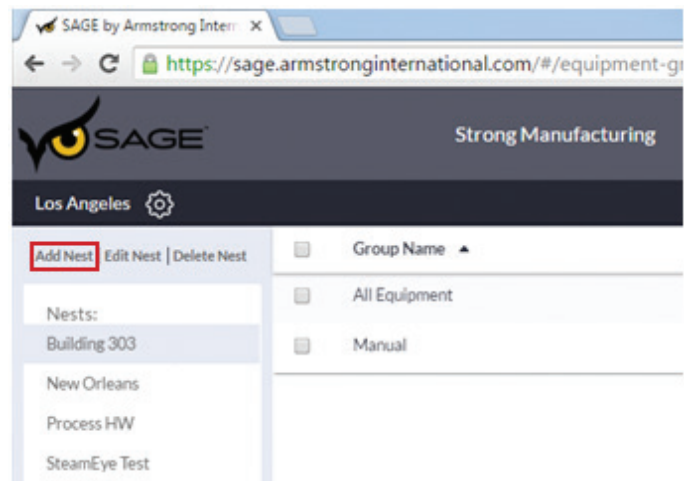 SAGE by Armstrong Intern
https://sage.armstronginternational.com/#/equipment-gr
SAGE
Strong Manufacturing
Los Angeles
Add Nest Edit Nest | Delete Nest
Group Name
All Equipment
Manual
Nests:
Building 303
New Orleans
Process HW
SteamEye Test